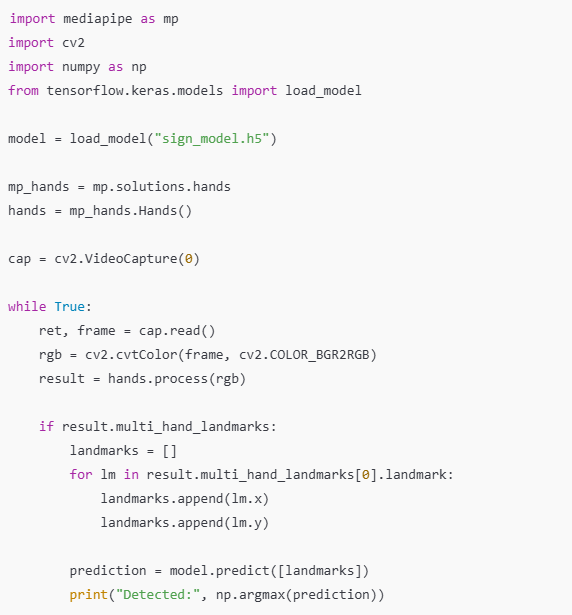 import mediapipe as mp
import cv2
import numpy as np
from tensorflow.keras.models import load_model

model = load_model("sign_model.h5")

mp_hands = mp.solutions.hands
hands = mp_hands.Hands()

cap = cv2.VideoCapture(0)

while True:
    ret, frame = cap.read()
    rgb = cv2.cvtColor(frame, cv2.COLOR_BGR2RGB)
    result = hands.process(rgb)

    if result.multi_hand_landmarks:
        landmarks = []
        for lm in result.multi_hand_landmarks[0].landmark:
            landmarks.append(lm.x)
            landmarks.append(lm.y)

        prediction = model.predict([landmarks])
        print("Detected:", np.argmax(prediction))